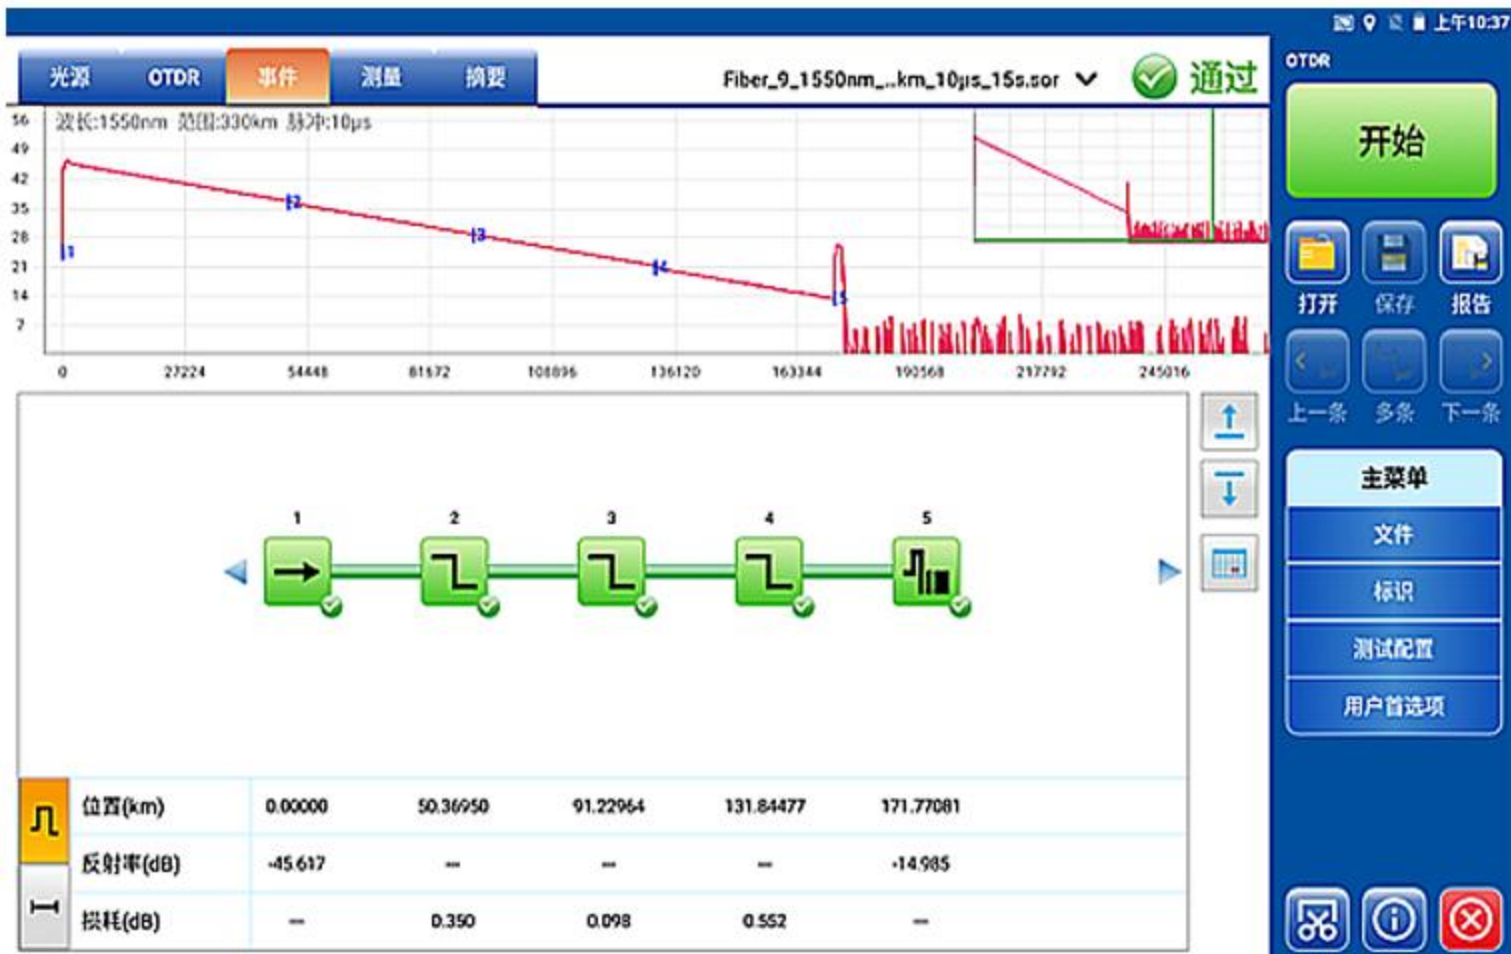 上午10:37
光源 OTDR 事件 测量 摘要 Fiber_9_1550nm_...km_10µs_15s.sor 通过
OTDR
开始
波长:1550nm 范围:330km 脉冲:10µs
56
49
42
35
28
21
14
7
1
2
3
4
5
0 27224 54448 81672 108896 136120 163344 190568 217792 245016
打开 保存 报告
上一条 多条 下一条
主菜单
文件
标识
测试配置
用户首选项
1 2 3 4 5
位置(km) 0.00000 50.36950 91.22964 131.84477 171.77081
反射率(dB) -45.617 --- --- --- -14.985
损耗(dB) --- 0.350 0.098 0.552 ---